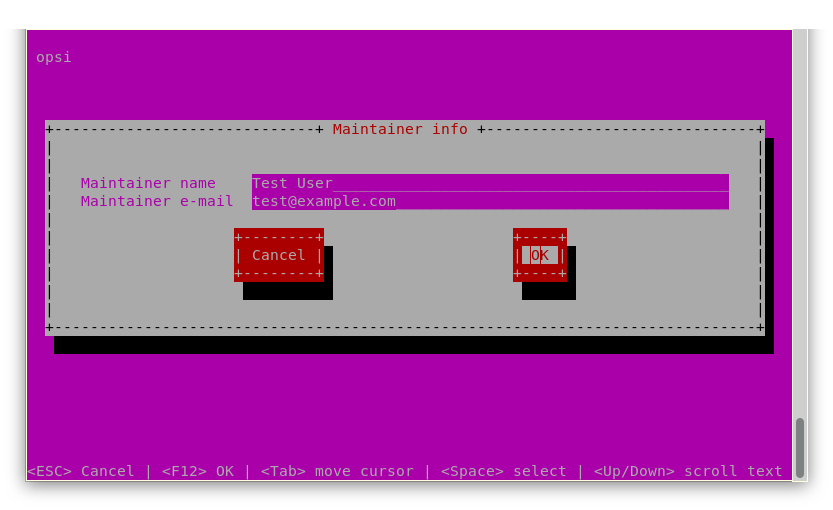 opsi
Maintainer info
Maintainer name Test User
Maintainer e-mail test@example.com
Cancel OK
<ESC> Cancel | <F12> OK | <Tab> move cursor | <Space> select | <Up/Down> scroll text